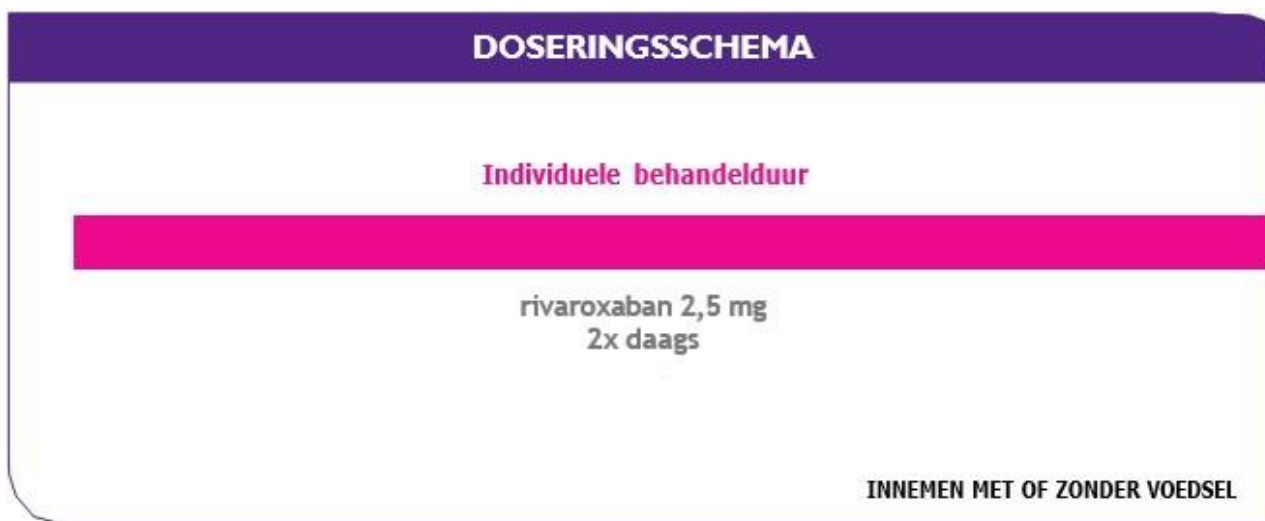 DOSERINGSSCHEMA
Individuele behandelduur
rivaroxaban 2,5 mg
2x daags
INNEMEN MET OF ZONDER VOEDSEL